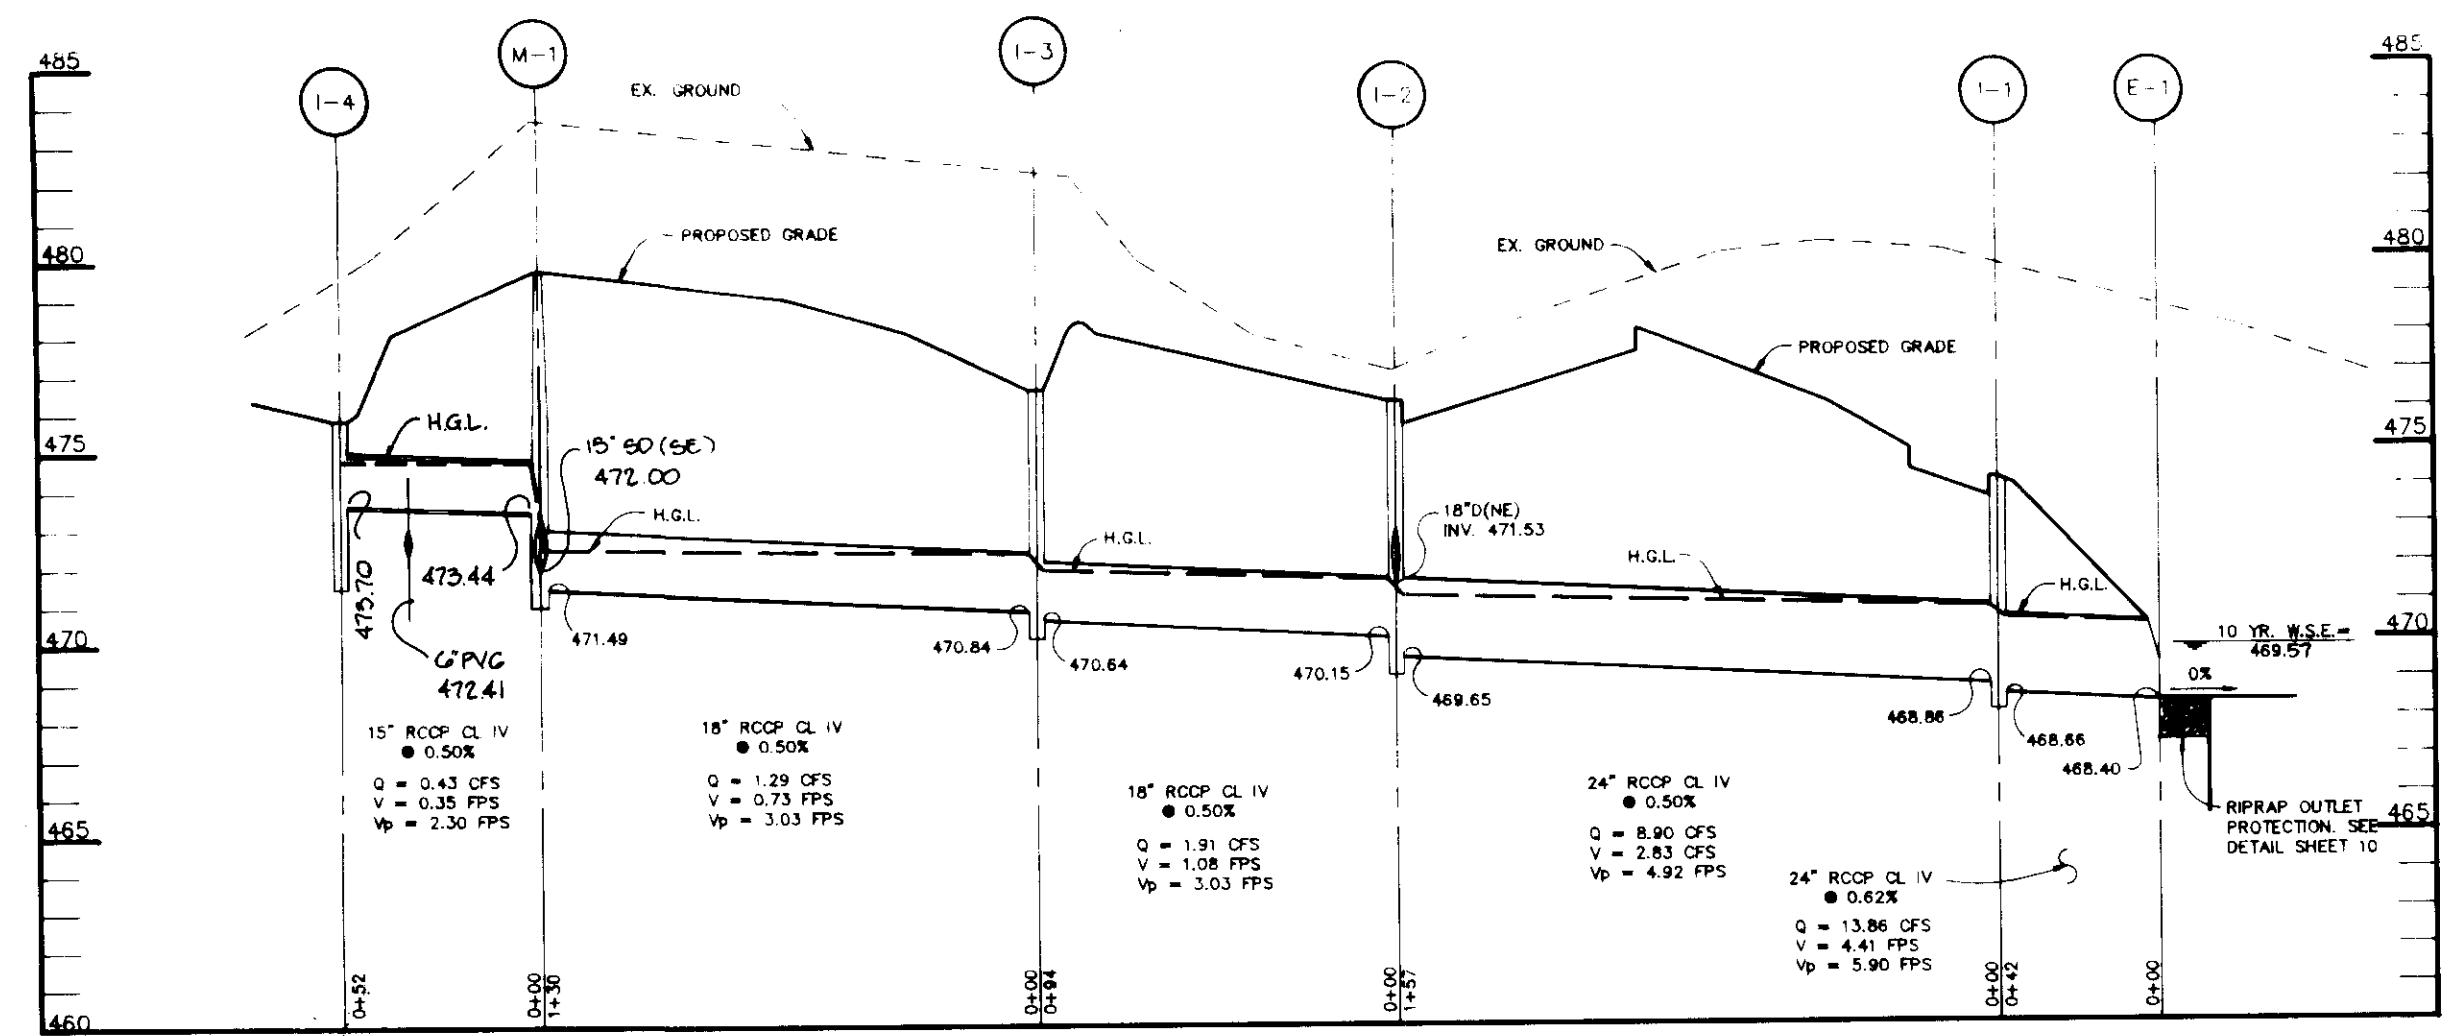 I-4
M-1
I-3
I-2
I-1
E-1
485
485
480
480
475
475
470
470
465
465
460
EX. GROUND
PROPOSED GRADE
EX. GROUND
PROPOSED GRADE
H.G.L.
15" SD (SE)
472.00
H.G.L.
H.G.L.
18"D(NE)
INV. 471.53
H.G.L.
H.G.L.
10 YR. W.S.E.=
469.57
0%
473.70
473.44
6"PVC
472.41
471.49
470.84
470.64
470.15
469.65
468.86
468.66
468.40
15" RCCP CL IV
● 0.50%
Q = 0.43 CFS
V = 0.35 FPS
Vp = 2.30 FPS
18" RCCP CL IV
● 0.50%
Q = 1.29 CFS
V = 0.73 FPS
Vp = 3.03 FPS
18" RCCP CL IV
● 0.50%
Q = 1.91 CFS
V = 1.08 FPS
Vp = 3.03 FPS
24" RCCP CL IV
● 0.50%
Q = 8.90 CFS
V = 2.83 CFS
Vp = 4.92 FPS
24" RCCP CL IV
● 0.62%
Q = 13.86 CFS
V = 4.41 FPS
Vp = 5.90 FPS
RIPRAP OUTLET
PROTECTION. SEE
DETAIL SHEET 10
0+52
0+00
1+30
0+00
0+94
0+00
1+57
0+00
0+42
0+00